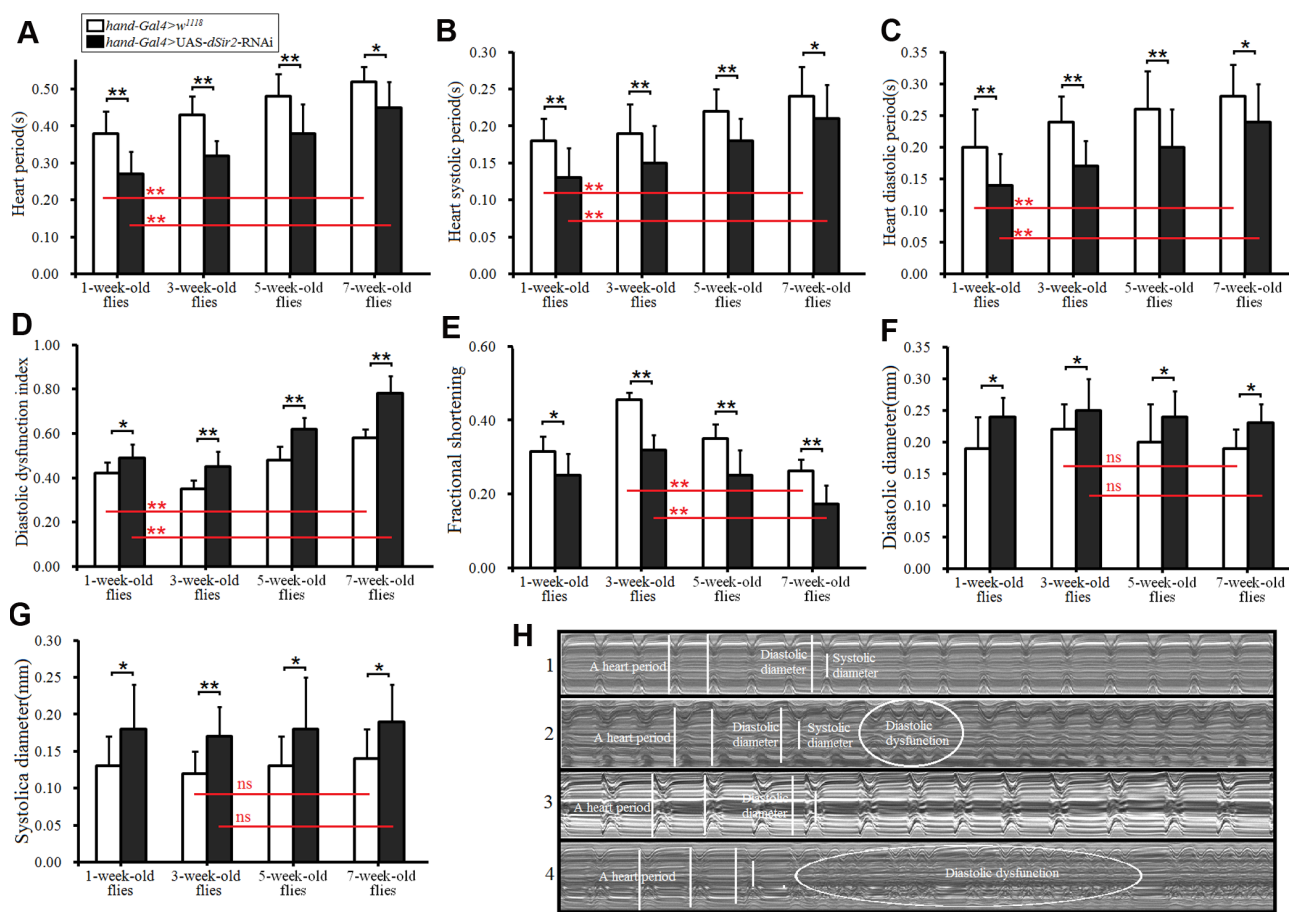 A
hand-Gal4>w1118
hand-Gal4>UAS-dSir2-RNAi
Heart period(s)
0.50
0.40
0.30
0.20
0.10
0.00
**
**
**
*
**
**
1-week-old flies
3-week-old flies
5-week-old flies
7-week-old flies
B
Heart systolic period(s)
0.30
0.25
0.20
0.15
0.10
0.05
0.00
**
**
**
*
**
**
1-week-old flies
3-week-old flies
5-week-old flies
7-week-old flies
C
Heart diastolic period(s)
0.35
0.30
0.25
0.20
0.15
0.10
0.05
0.00
**
**
**
*
**
**
1-week-old flies
3-week-old flies
5-week-old flies
7-week-old flies
D
Diastolic dysfunction index
1.00
0.80
0.60
0.40
0.20
0.00
*
**
**
**
**
**
1-week-old flies
3-week-old flies
5-week-old flies
7-week-old flies
E
Fractional shortening
0.60
0.40
0.20
0.00
*
**
**
**
**
**
1-week-old flies
3-week-old flies
5-week-old flies
7-week-old flies
F
Diastolic diameter(mm)
0.35
0.30
0.25
0.20
0.15
0.10
0.05
0.00
*
*
*
*
ns
ns
1-week-old flies
3-week-old flies
5-week-old flies
7-week-old flies
G
Systolica diameter(mm)
0.30
0.25
0.20
0.15
0.10
0.05
0.00
*
**
*
*
ns
ns
1-week-old flies
3-week-old flies
5-week-old flies
7-week-old flies
H
1
A heart period
Diastolic diameter
Systolic diameter
2
A heart period
Diastolic diameter
Systolic diameter
Diastolic dysfunction
3
A heart period
Diastolic diameter
4
A heart period
Diastolic dysfunction